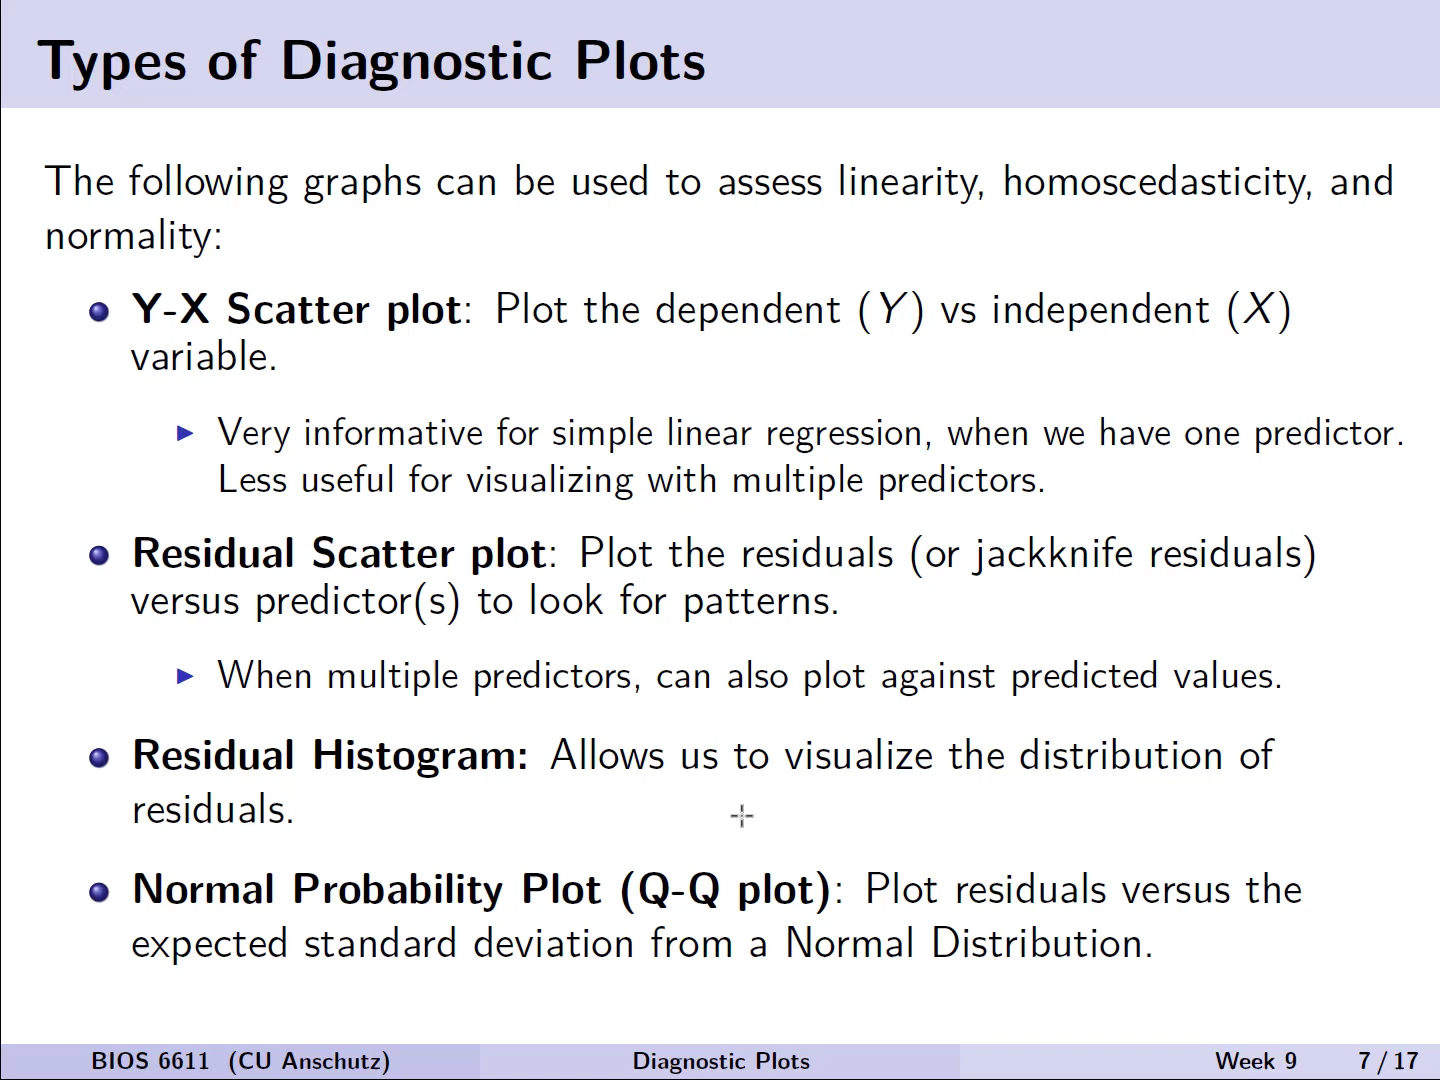 Types of Diagnostic Plots
The following graphs can be used to assess linearity, homoscedasticity, and
normality:
Y-X Scatter plot: Plot the dependent (Y) vs independent (X)
variable.
Very informative for simple linear regression, when we have one predictor.
Less useful for visualizing with multiple predictors.
Residual Scatter plot: Plot the residuals (or jackknife residuals)
versus predictor(s) to look for patterns.
When multiple predictors, can also plot against predicted values.
Residual Histogram: Allows us to visualize the distribution of
residuals.
Normal Probability Plot (Q-Q plot): Plot residuals versus the
expected standard deviation from a Normal Distribution.
BIOS 6611 (CU Anschutz) Diagnostic Plots Week 9 7 / 17